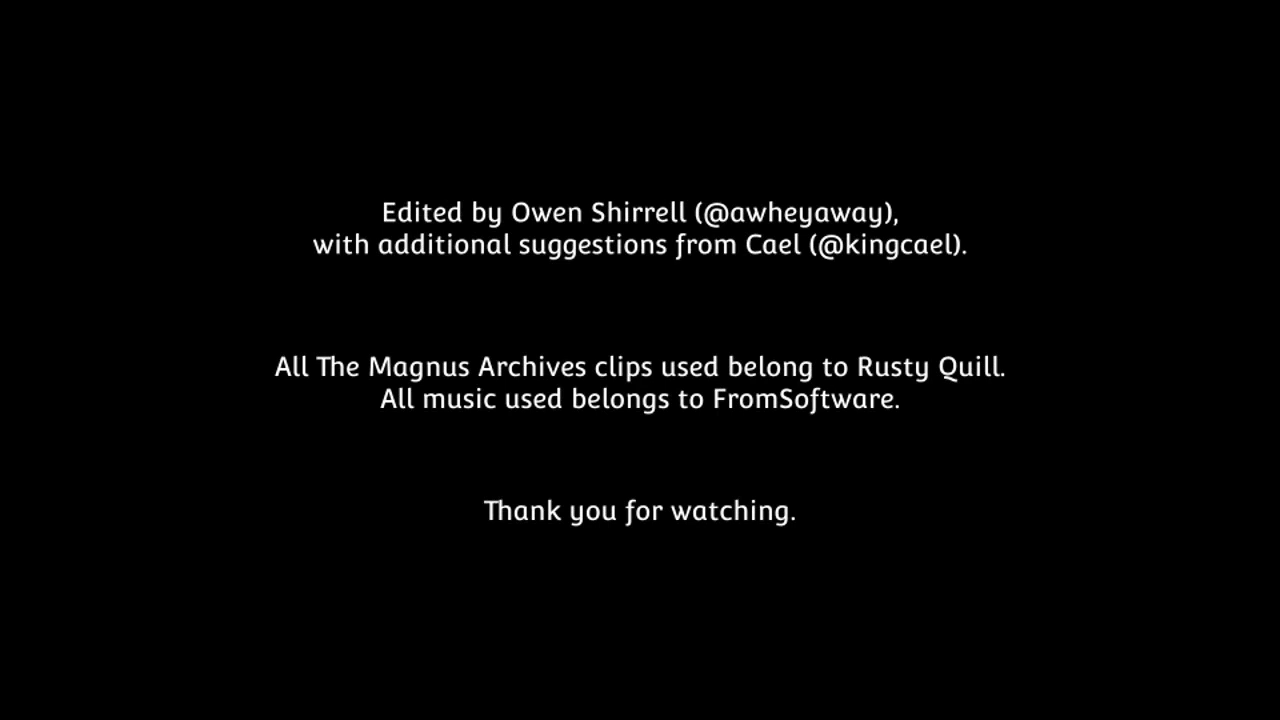 Edited by Owen Shirrell (@awheyaway),
with additional suggestions from Cael (@kingcael).
All The Magnus Archives clips used belong to Rusty Quill.
All music used belongs to FromSoftware.
Thank you for watching.